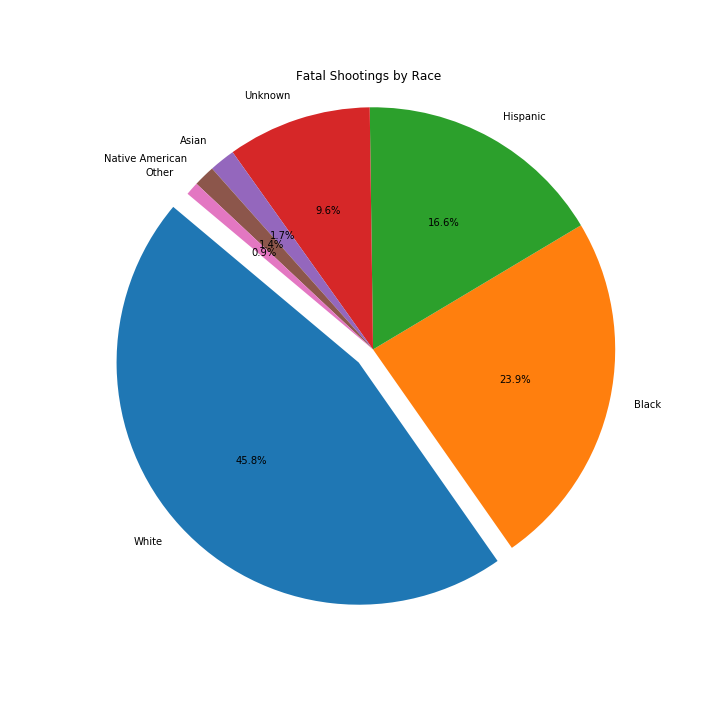 Fatal Shootings by Race
Unknown
Hispanic
Asian
Native American
Other
9.6%
16.6%
1.7%
1.4%
0.9%
23.9%
Black
45.8%
White